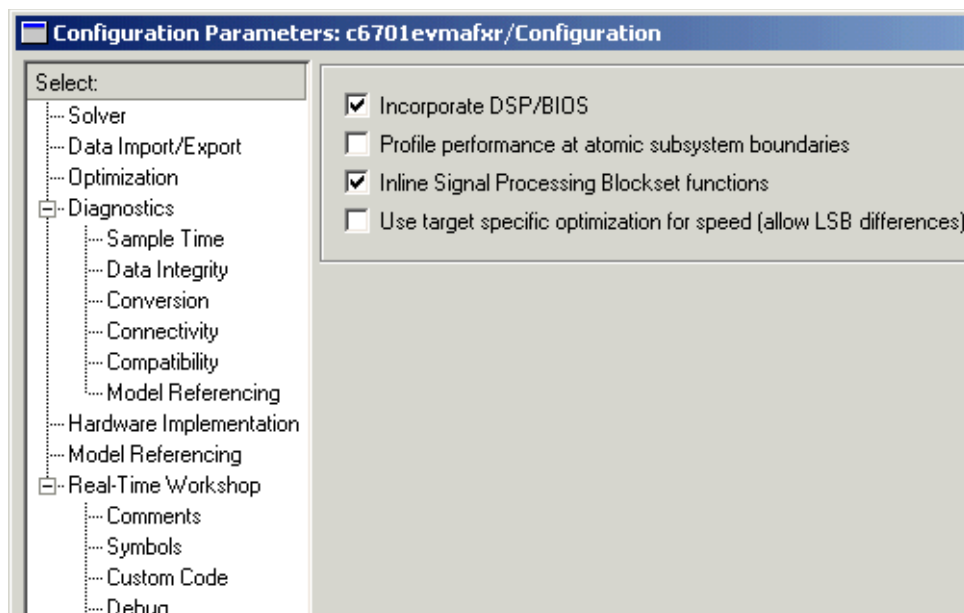 Configuration Parameters: c6701evmafxr/Configuration
Select:
Solver
Data Import/Export
Optimization
Diagnostics
Sample Time
Data Integrity
Conversion
Connectivity
Compatibility
Model Referencing
Hardware Implementation
Model Referencing
Real-Time Workshop
Comments
Symbols
Custom Code
Debug
Incorporate DSP/BIOS
Profile performance at atomic subsystem boundaries
Inline Signal Processing Blockset functions
Use target specific optimization for speed (allow LSB differences)